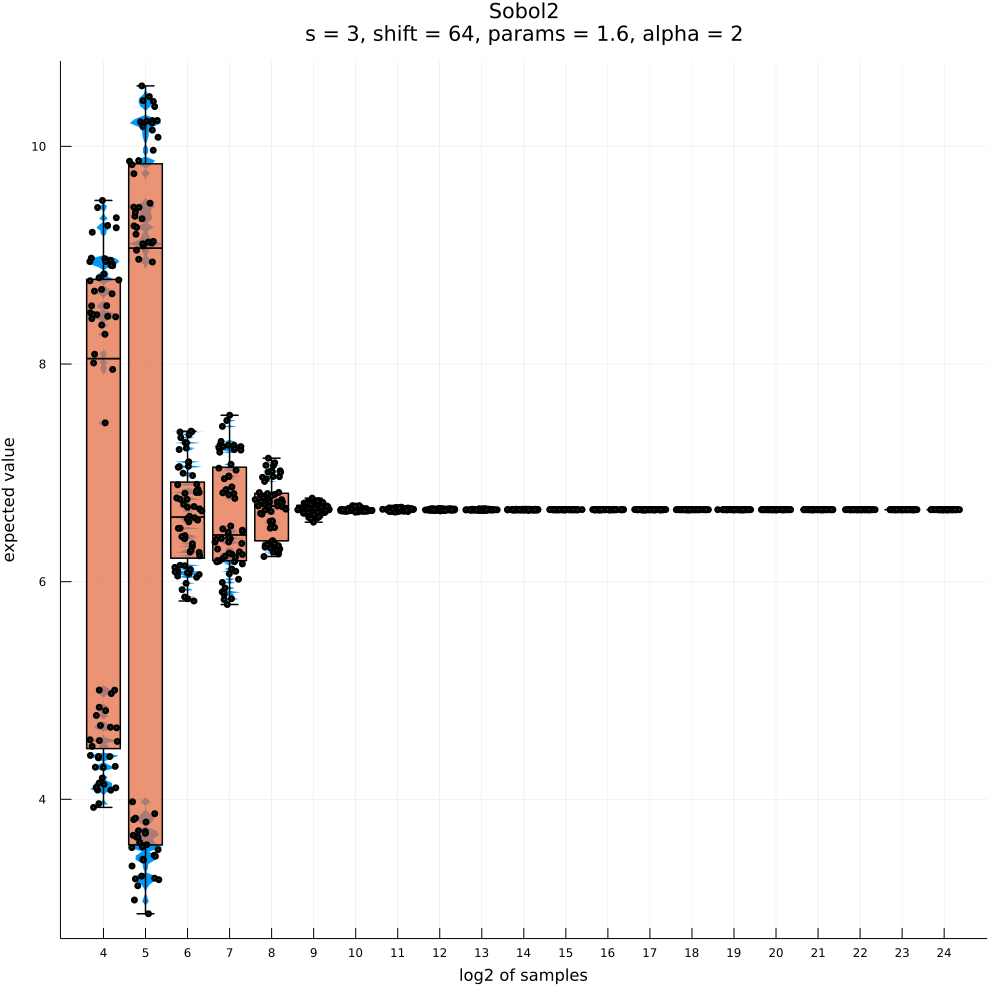 Sobol2
s = 3, shift = 64, params = 1.6, alpha = 2
10
8
6
4
expected value
4 5 6 7 8 9 10 11 12 13 14 15 16 17 18 19 20 21 22 23 24
log2 of samples